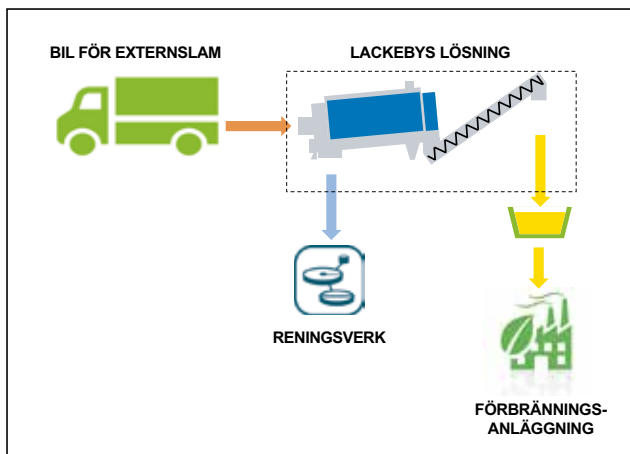 BIL FÖR EXTERNSLAM
LACKEBYS LÖSNING
RENINGSVERK
FÖRBRÄNNINGS-
ANLÄGGNING